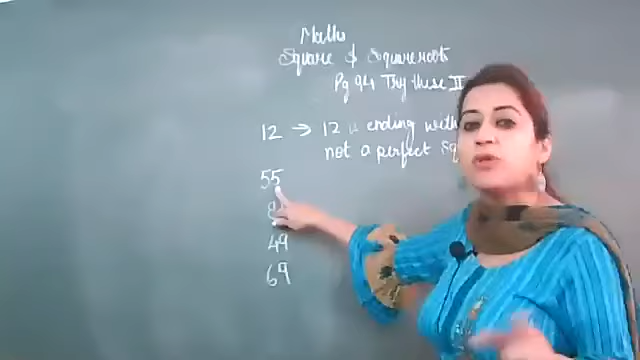 Maths
Square & Squareroots
Pg 94, Try these II
12 → 12 is ending with
not a perfect Sq
55
8
49
69